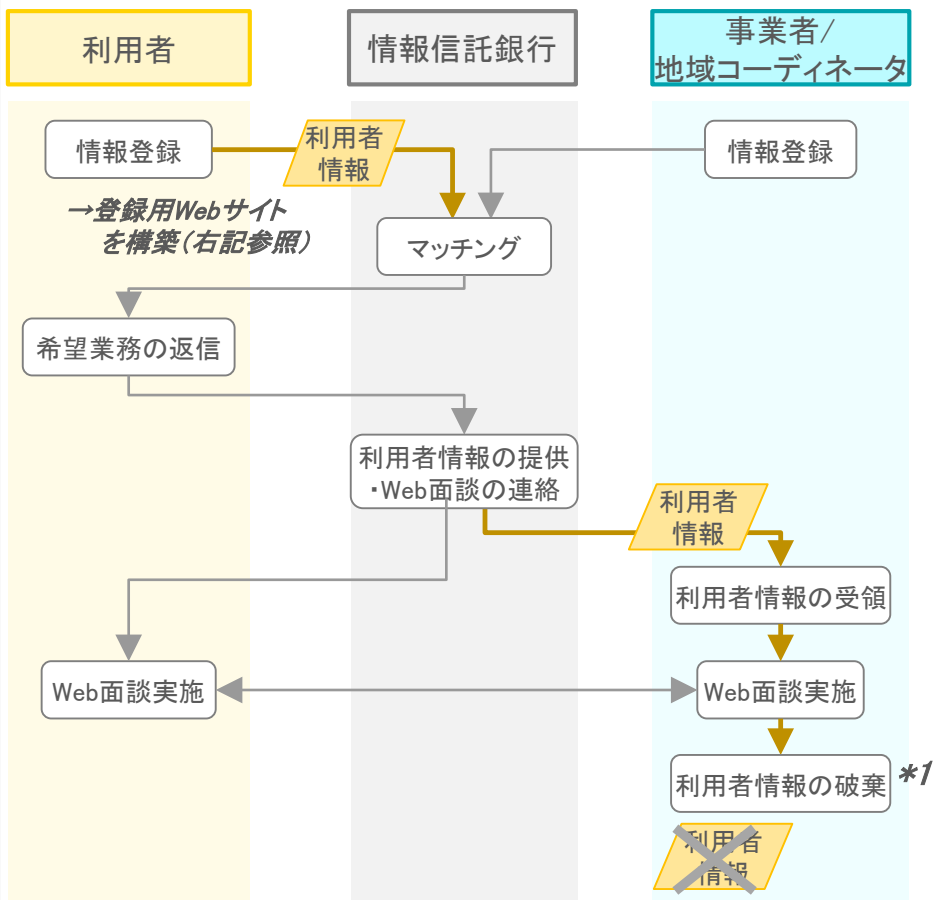 利用者
情報信託銀行
事業者/
地域コーディネータ
情報登録
利用者
情報
情報登録
→登録用Webサイト
を構築(右記参照)
マッチング
希望業務の返信
利用者情報の提供
・Web面談の連絡
利用者
情報
利用者情報の受領
Web面談実施
Web面談実施
利用者情報の破棄
*1
利用者
情報